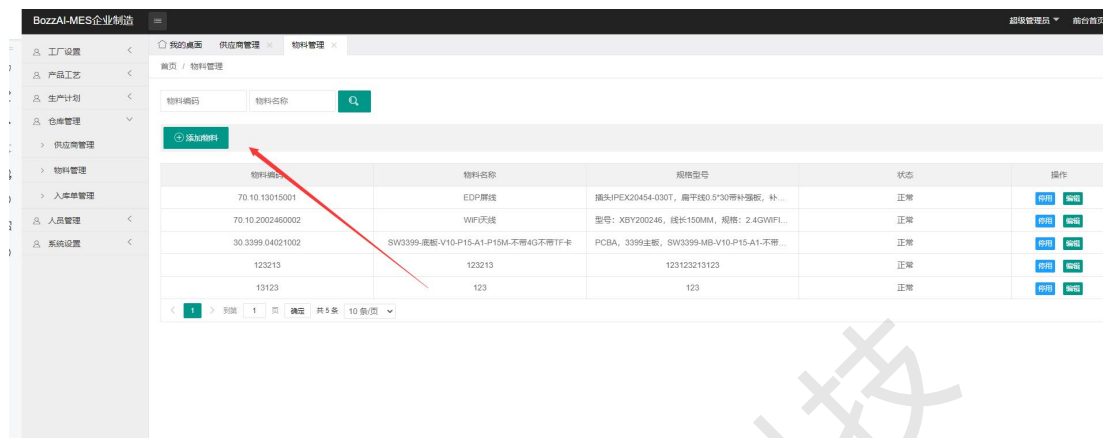 BozzAI-MES企业制造 超级管理员 前台首页
工厂设置 我的桌面 供应商管理 物料管理
首页 / 物料管理
产品工艺
生产计划 物料编码 物料名称
仓库管理
供应商管理 添加物料
物料管理 物料编码 物料名称 规格型号 状态 操作
入库单管理 70.10.13015001 EDP屏线 插头IPEX20454-030T，扁平线0.5*30带补强板，补... 正常 停用 编辑
人员管理 70.10.2002460002 WIFI天线 型号：XBY200246，线长150MM，规格：2.4GWIFI... 正常 停用 编辑
系统设置 30.3399.04021002 SW3399-底板-V10-P15-A1-P15M-不带4G不带TF卡 PCBA，3399主板，SW3399-MB-V10-P15-A1-不带... 正常 停用 编辑
123213 123213 123123213123 正常 停用 编辑
13123 123 123 正常 停用 编辑
1 到第 1 页 确定 共 5 条 10 条/页
科技